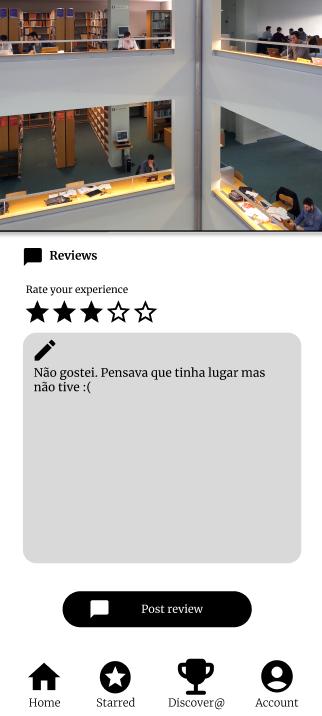 Reviews
Rate your experience
Não gostei. Pensava que tinha lugar mas
não tive :(
Post review
Home
Starred
Discover@
Account